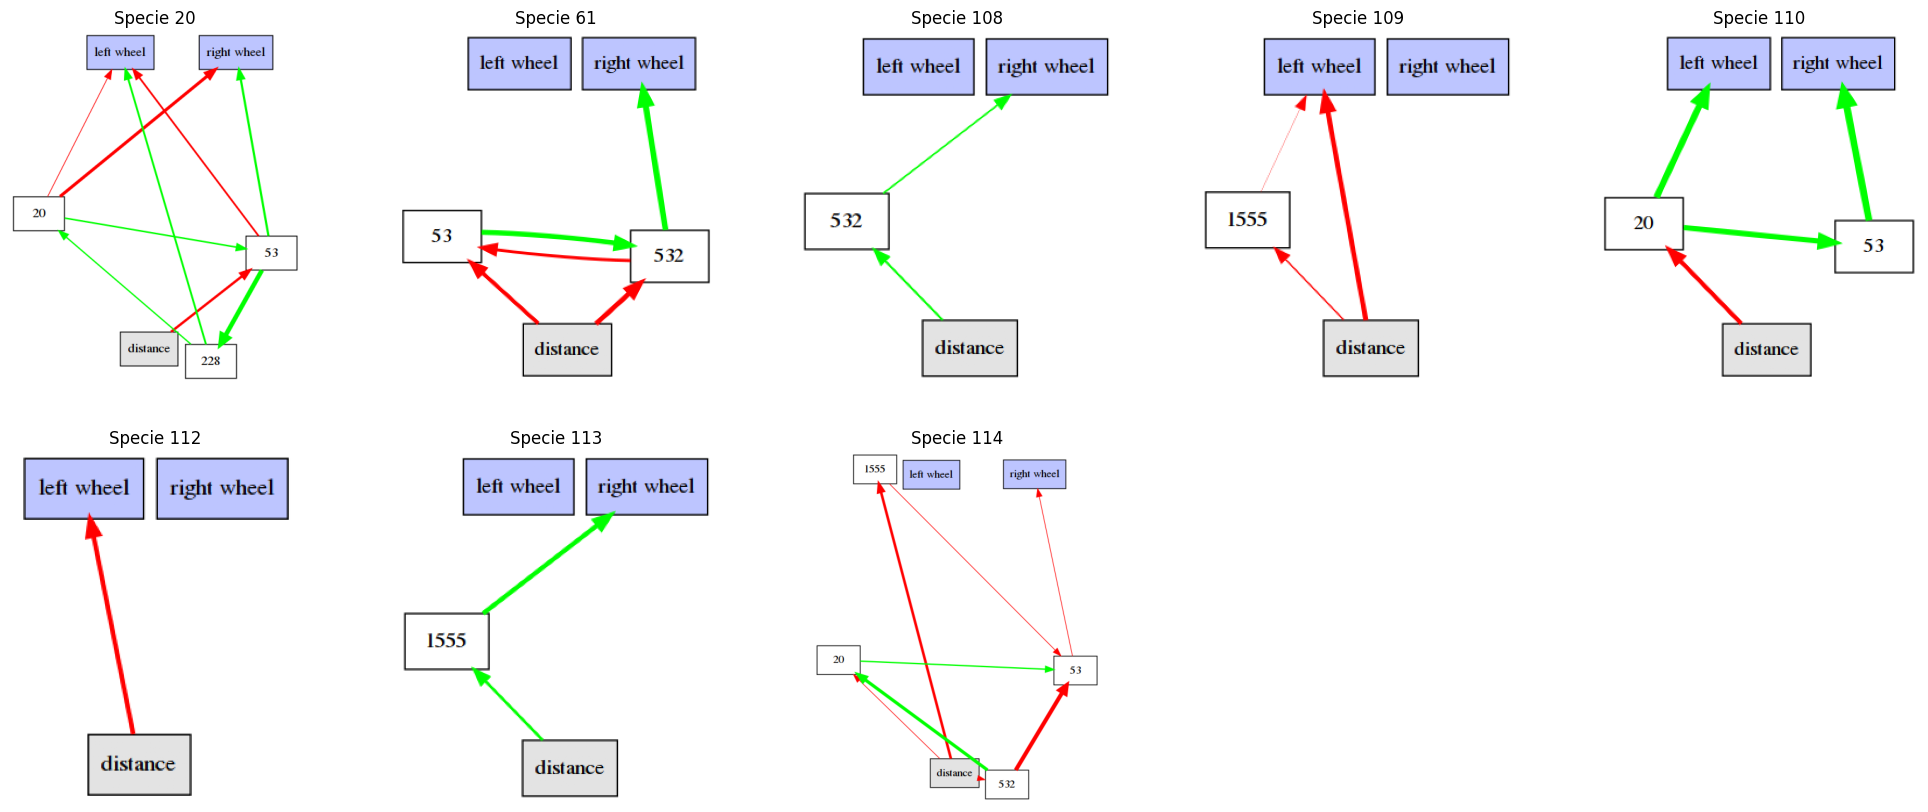 Specie 20
left wheel
right wheel
20
53
distance
228
Specie 61
left wheel
right wheel
53
532
distance
Specie 108
left wheel
right wheel
532
distance
Specie 109
left wheel
right wheel
1555
distance
Specie 110
left wheel
right wheel
20
53
distance
Specie 112
left wheel
right wheel
distance
Specie 113
left wheel
right wheel
1555
distance
Specie 114
1555
left wheel
right wheel
20
53
distance
532